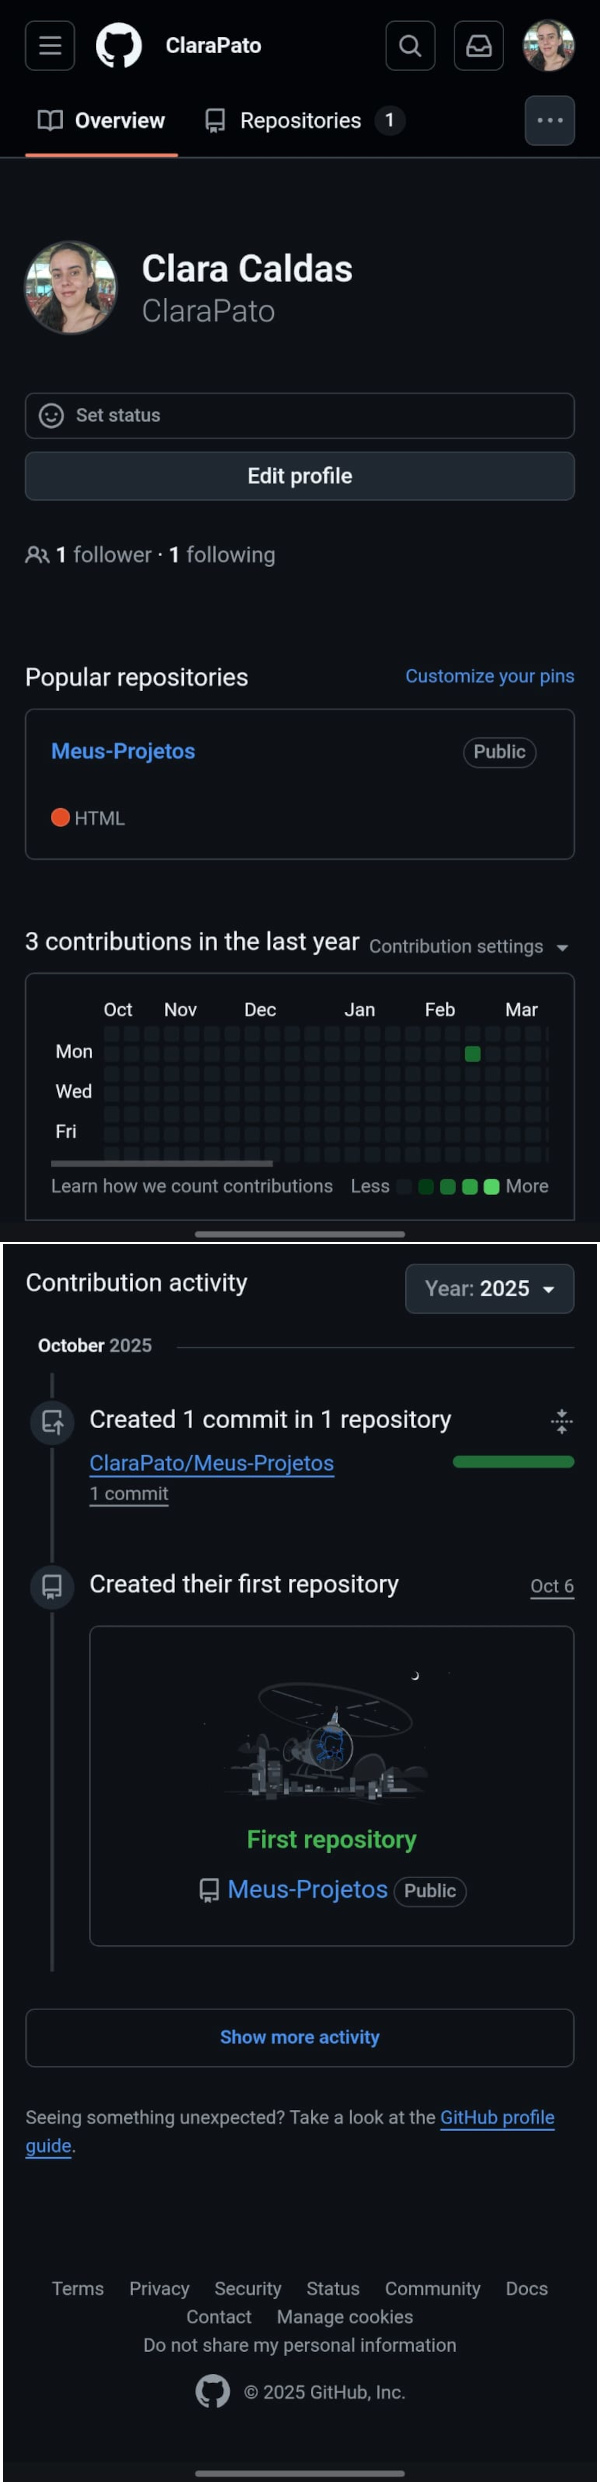 ClaraPato
Overview Repositories 1
Clara Caldas
ClaraPato
Set status
Edit profile
1 follower · 1 following
Popular repositories Customize your pins
Meus-Projetos Public
HTML
3 contributions in the last year Contribution settings
Oct Nov Dec Jan Feb Mar
Mon
Wed
Fri
Learn how we count contributions Less More
Contribution activity Year: 2025
October 2025
Created 1 commit in 1 repository
ClaraPato/Meus-Projetos
1 commit
Created their first repository Oct 6
First repository
Meus-Projetos Public
Show more activity
Seeing something unexpected? Take a look at the GitHub profile
guide.
Terms Privacy Security Status Community Docs
Contact Manage cookies
Do not share my personal information
© 2025 GitHub, Inc.